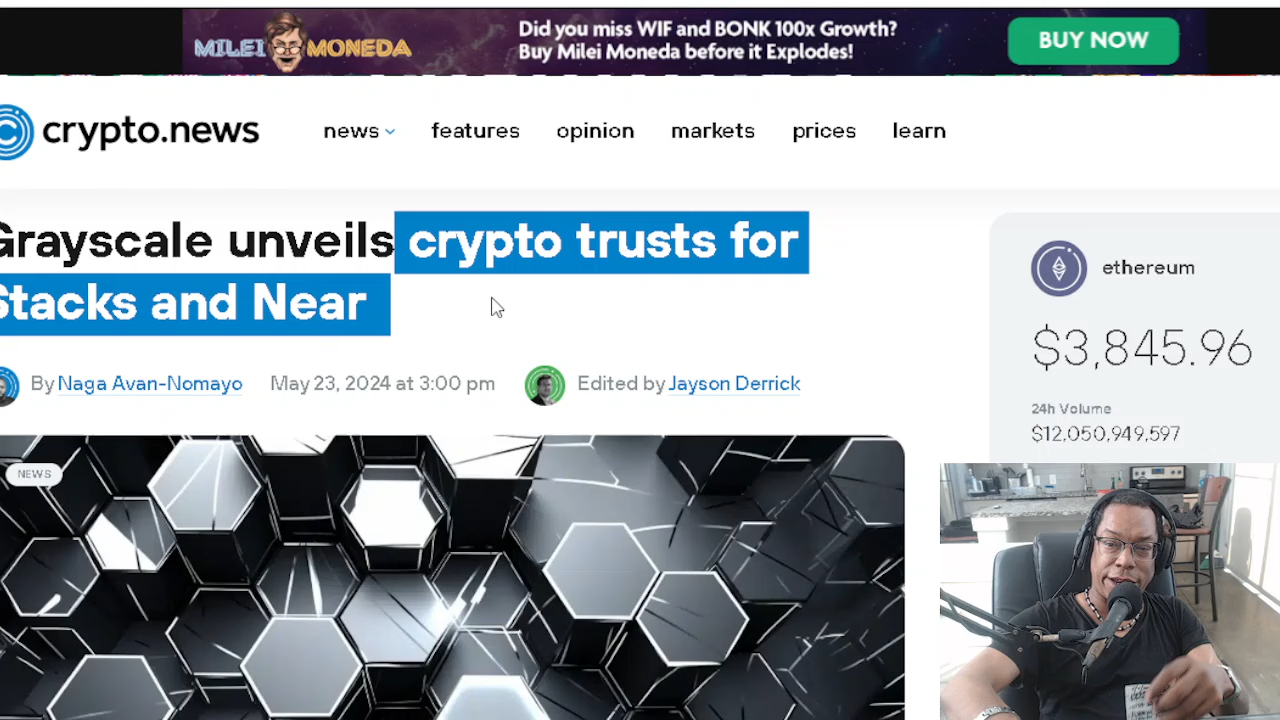 MILEI MONEDA
Did you miss WIF and BONK 100x Growth?
Buy Milei Moneda before it Explodes!
BUY NOW
crypto.news
news
features
opinion
markets
prices
learn
Grayscale unveils crypto trusts for
Stacks and Near
By Naga Avan-Nomayo
May 23, 2024 at 3:00 pm
Edited by Jayson Derrick
NEWS
ethereum
$3,845.96
24h Volume
$12,050,949,597